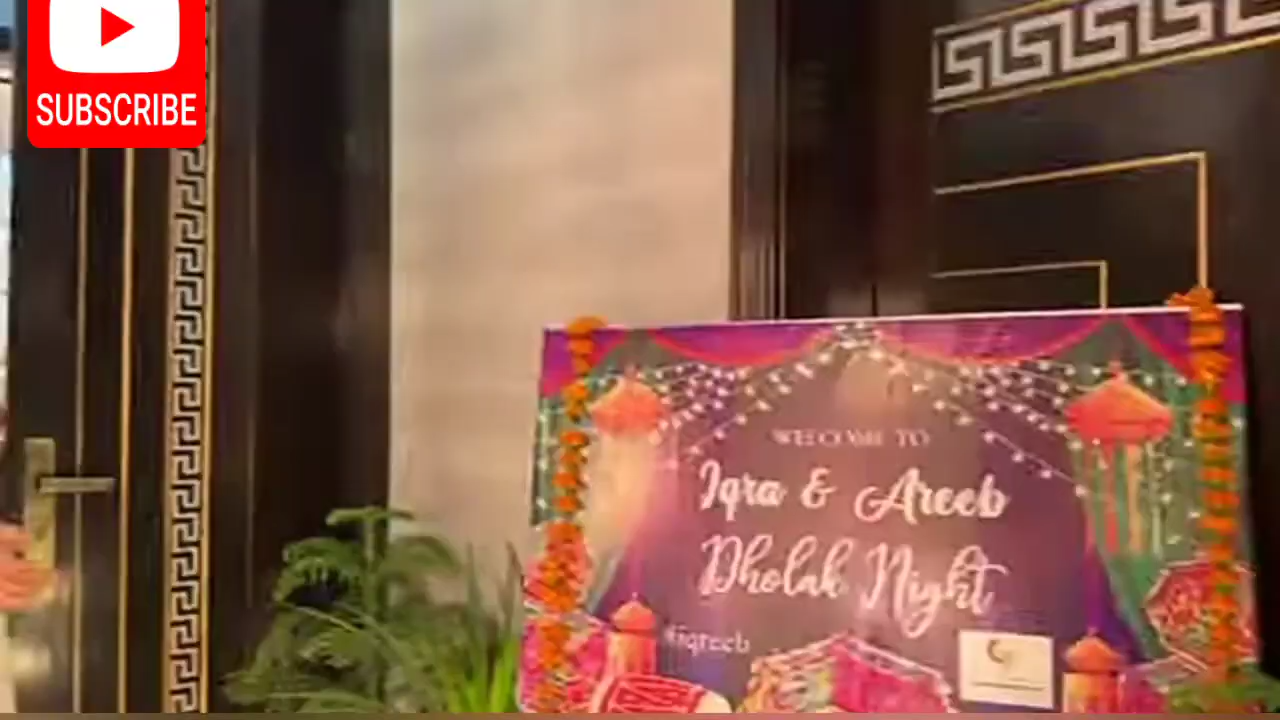 SUBSCRIBE
WELCOME TO
Iqra & Areeb
Dholak Night
#iqreeb